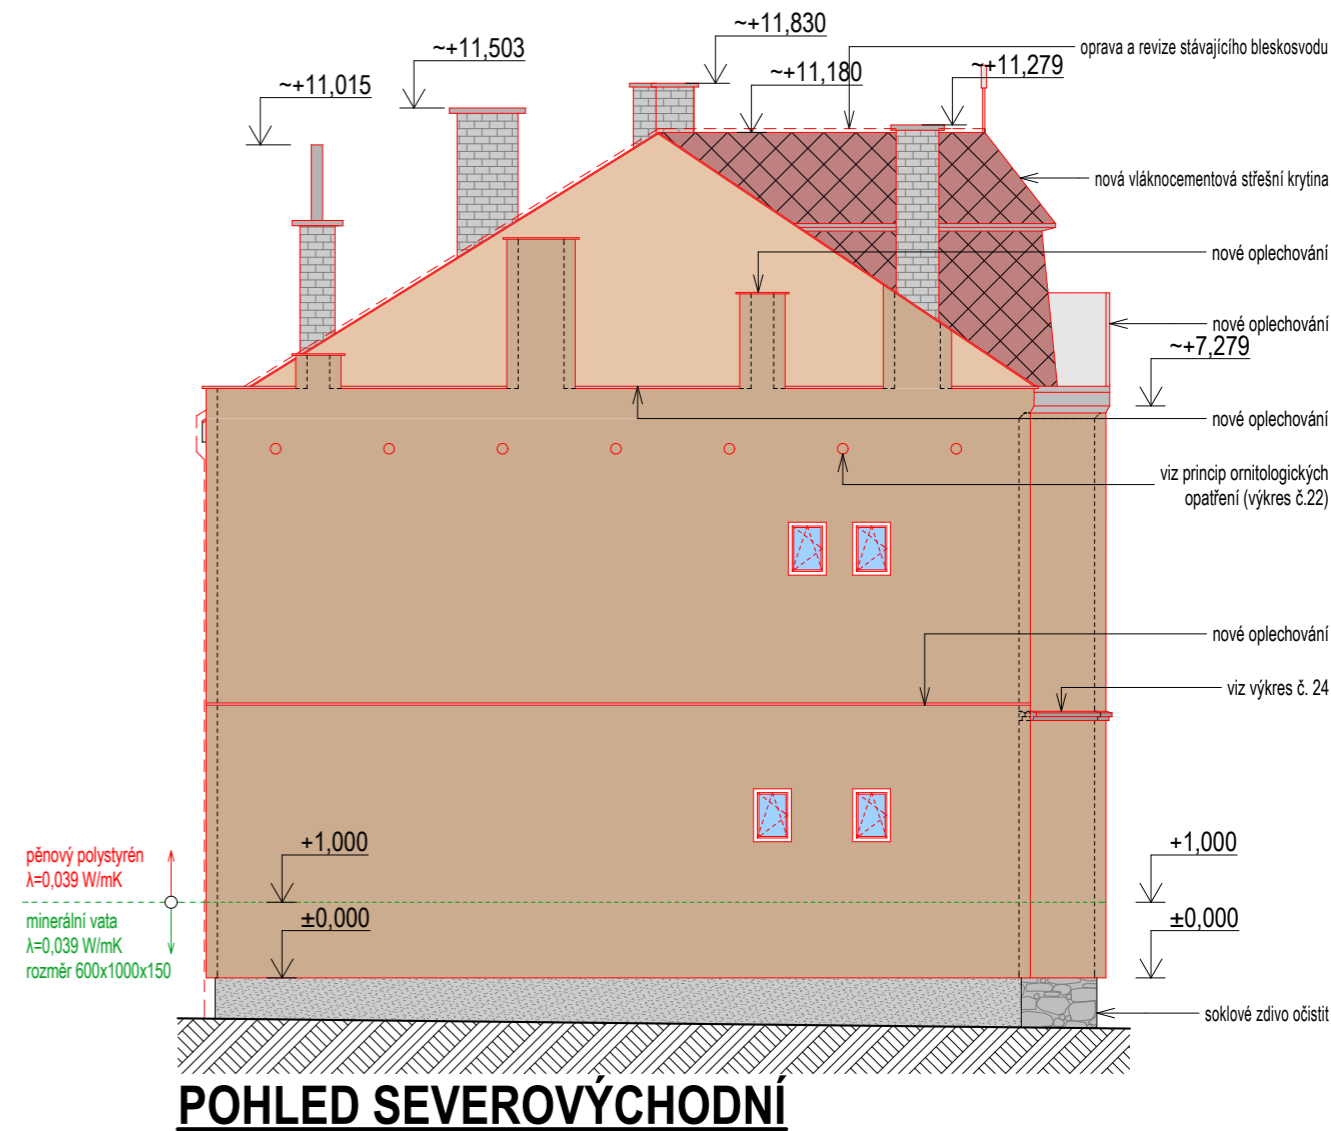 ~+11,830
~+11,503
oprava a revize stávajícího bleskosvodu
~+11,180
~+11,279
~+11,015
nová vláknocementová střešní krytina
nové oplechování
nové oplechování
~+7,279
nové oplechování
viz princip ornitologických
opatření (výkres č.22)
nové oplechování
viz výkres č. 24
+1,000
+1,000
pěnový polystyrén
λ=0,039 W/mK
±0,000
±0,000
minerální vata
λ=0,039 W/mK
rozměr 600x1000x150
soklové zdivo očistit
POHLED SEVEROVÝCHODNÍ